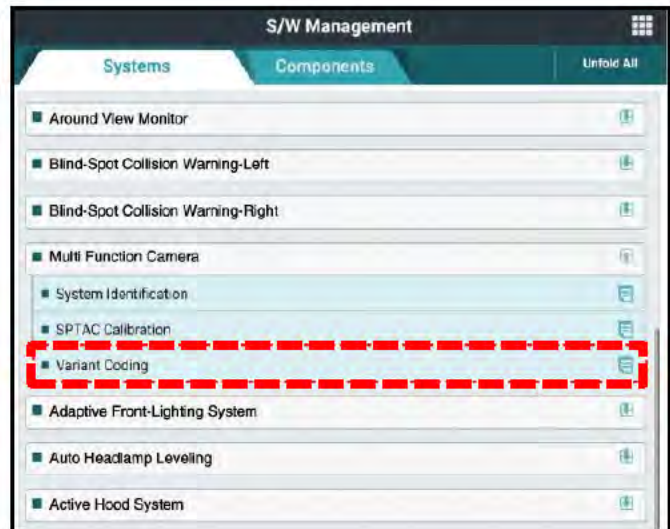 S/W Management
Systems
Components
Unfold All
Around View Monitor
Blind-Spot Collision Warning-Left
Blind-Spot Collision Warning-Right
Multi Function Camera
System Identification
SPTAC Calibration
Variant Coding
Adaptive Front-Lighting System
Auto Headlamp Leveling
Active Hood System